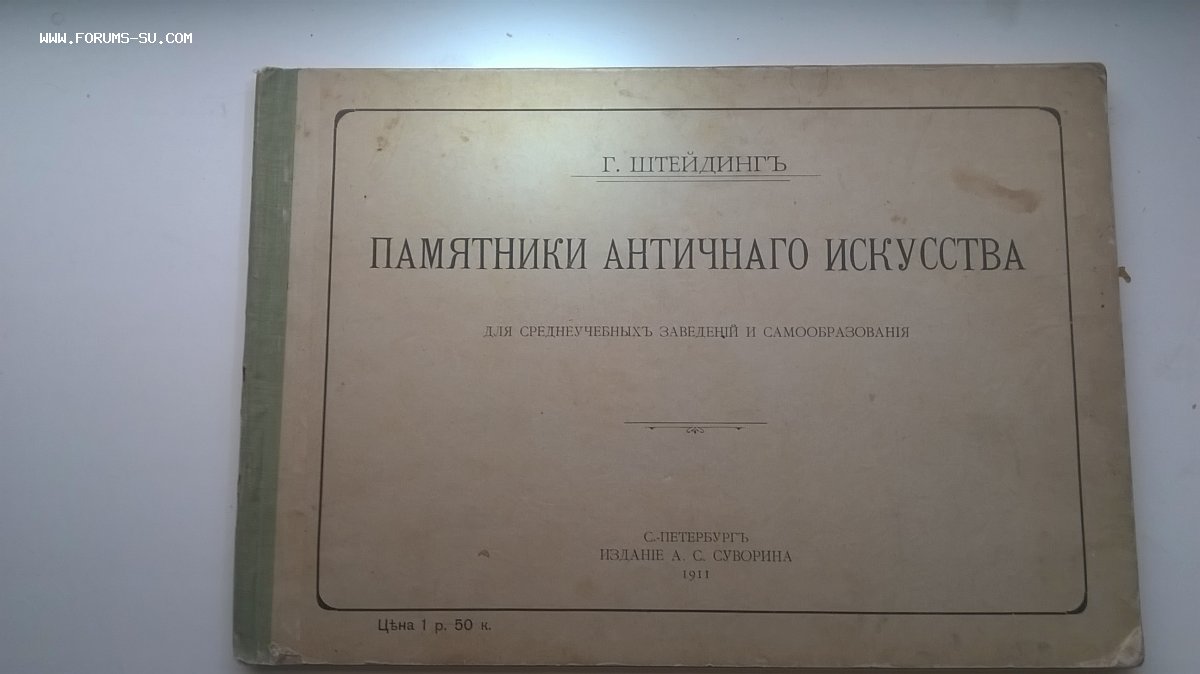 WWW.FORUMS-SU.COM
Г. ШТЕЙДИНГЪ
ПАМЯТНИКИ АНТИЧНАГО ИСКУССТВА
ДЛЯ СРЕДНЕУЧЕБНЫХЪ ЗАВЕДЕНІЙ И САМООБРАЗОВАНІЯ
С.-ПЕТЕРБУРГЪ
ИЗДАНІЕ А. С. СУВОРИНА
1911
Цѣна 1 р. 50 к.